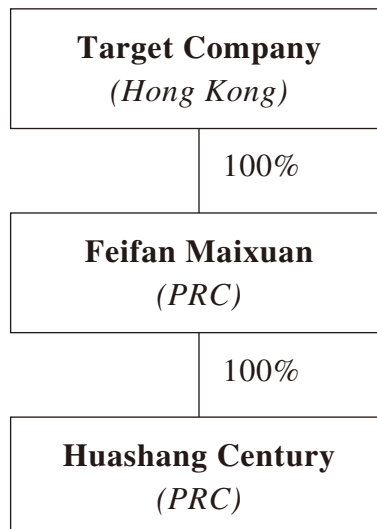 Target Company
(Hong Kong)
100%
Feifan Maixuan
(PRC)
100%
Huashang Century
(PRC)